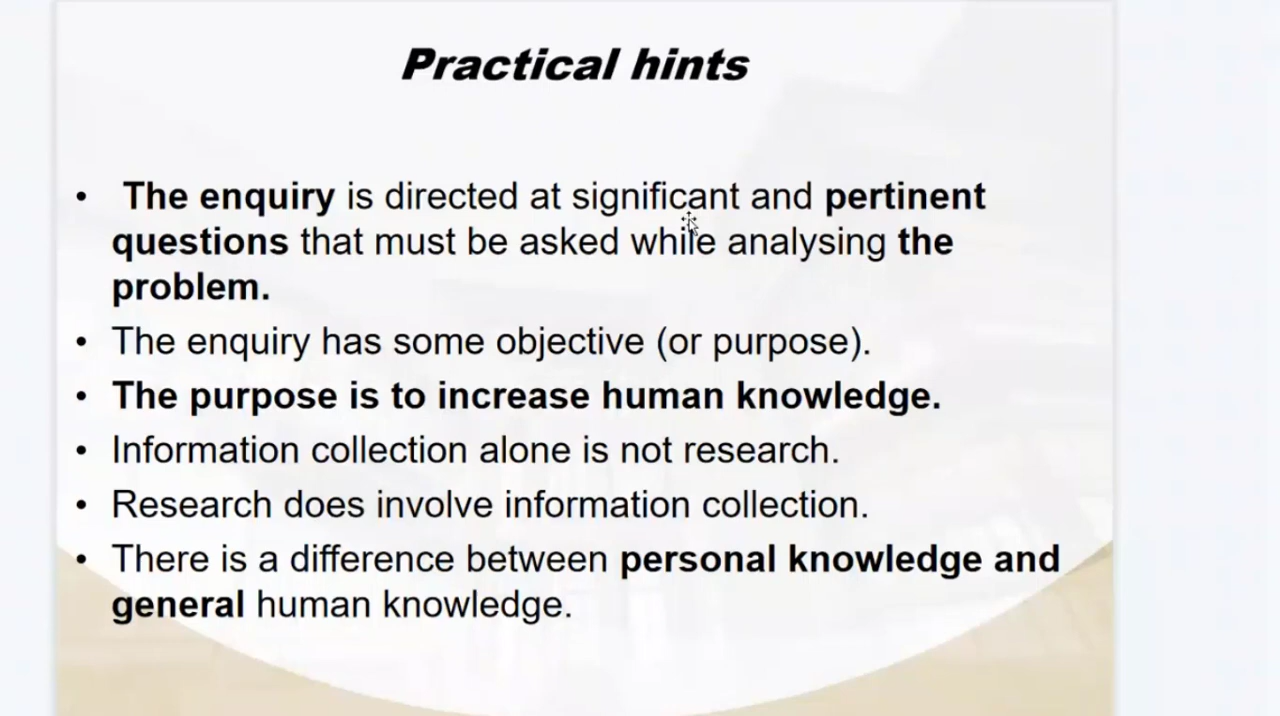 Practical hints
• The enquiry is directed at significant and pertinent
questions that must be asked while analysing the
problem.
• The enquiry has some objective (or purpose).
• The purpose is to increase human knowledge.
• Information collection alone is not research.
• Research does involve information collection.
• There is a difference between personal knowledge and
general human knowledge.